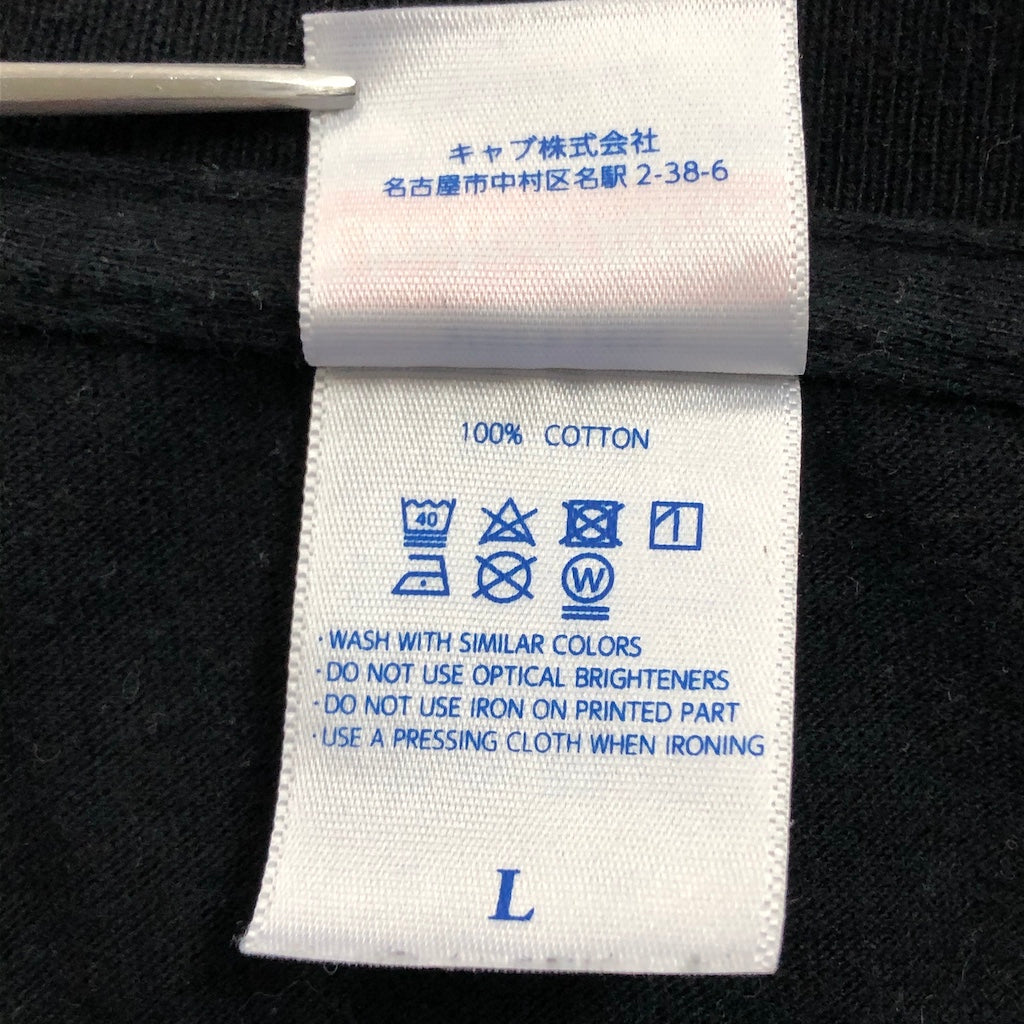 キャブ株式会社
名古屋市中村区名駅 2-38-6
100% COTTON
40
W
· WASH WITH SIMILAR COLORS
· DO NOT USE OPTICAL BRIGHTENERS
· DO NOT USE IRON ON PRINTED PART
· USE A PRESSING CLOTH WHEN IRONING
L